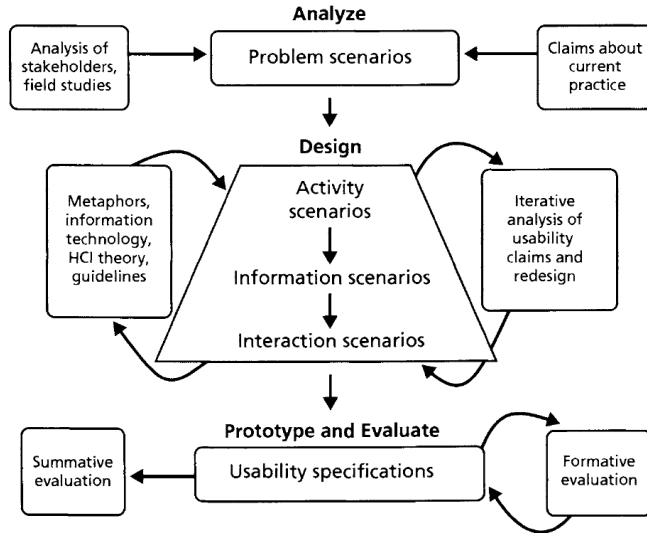 Analyze
Analysis of
stakeholders,
field studies
Problem scenarios
Claims about
current
practice
Design
Metaphors,
information
technology,
HCI theory,
guidelines
Activity
scenarios
Information scenarios
Interaction scenarios
Iterative
analysis of
usability
claims and
redesign
Prototype and Evaluate
Summative
evaluation
Usability specifications
Formative
evaluation